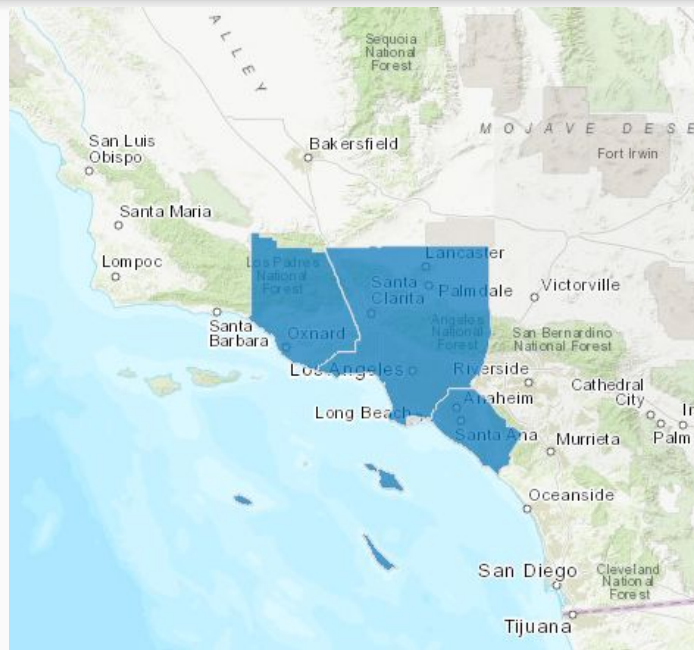 ALLEY
Sequoia
National
Forest
San Luis
Obispo
Bakersfield
MOJAVE DESE
Fort Irwin
Santa Maria
Lompoc
Los Padres
National
Forest
Lancaster
Santa
Clarita
Palmdale
Victorville
Santa
Barbara
Oxnard
Angeles
National
Forest
San Bernardino
National Forest
Los Angeles
Riverside
Cathedral
City
Long Beach
Anaheim
Palm
Santa Ana
Murrieta
Oceanside
San Diego
Cleveland
National
Forest
Tijuana